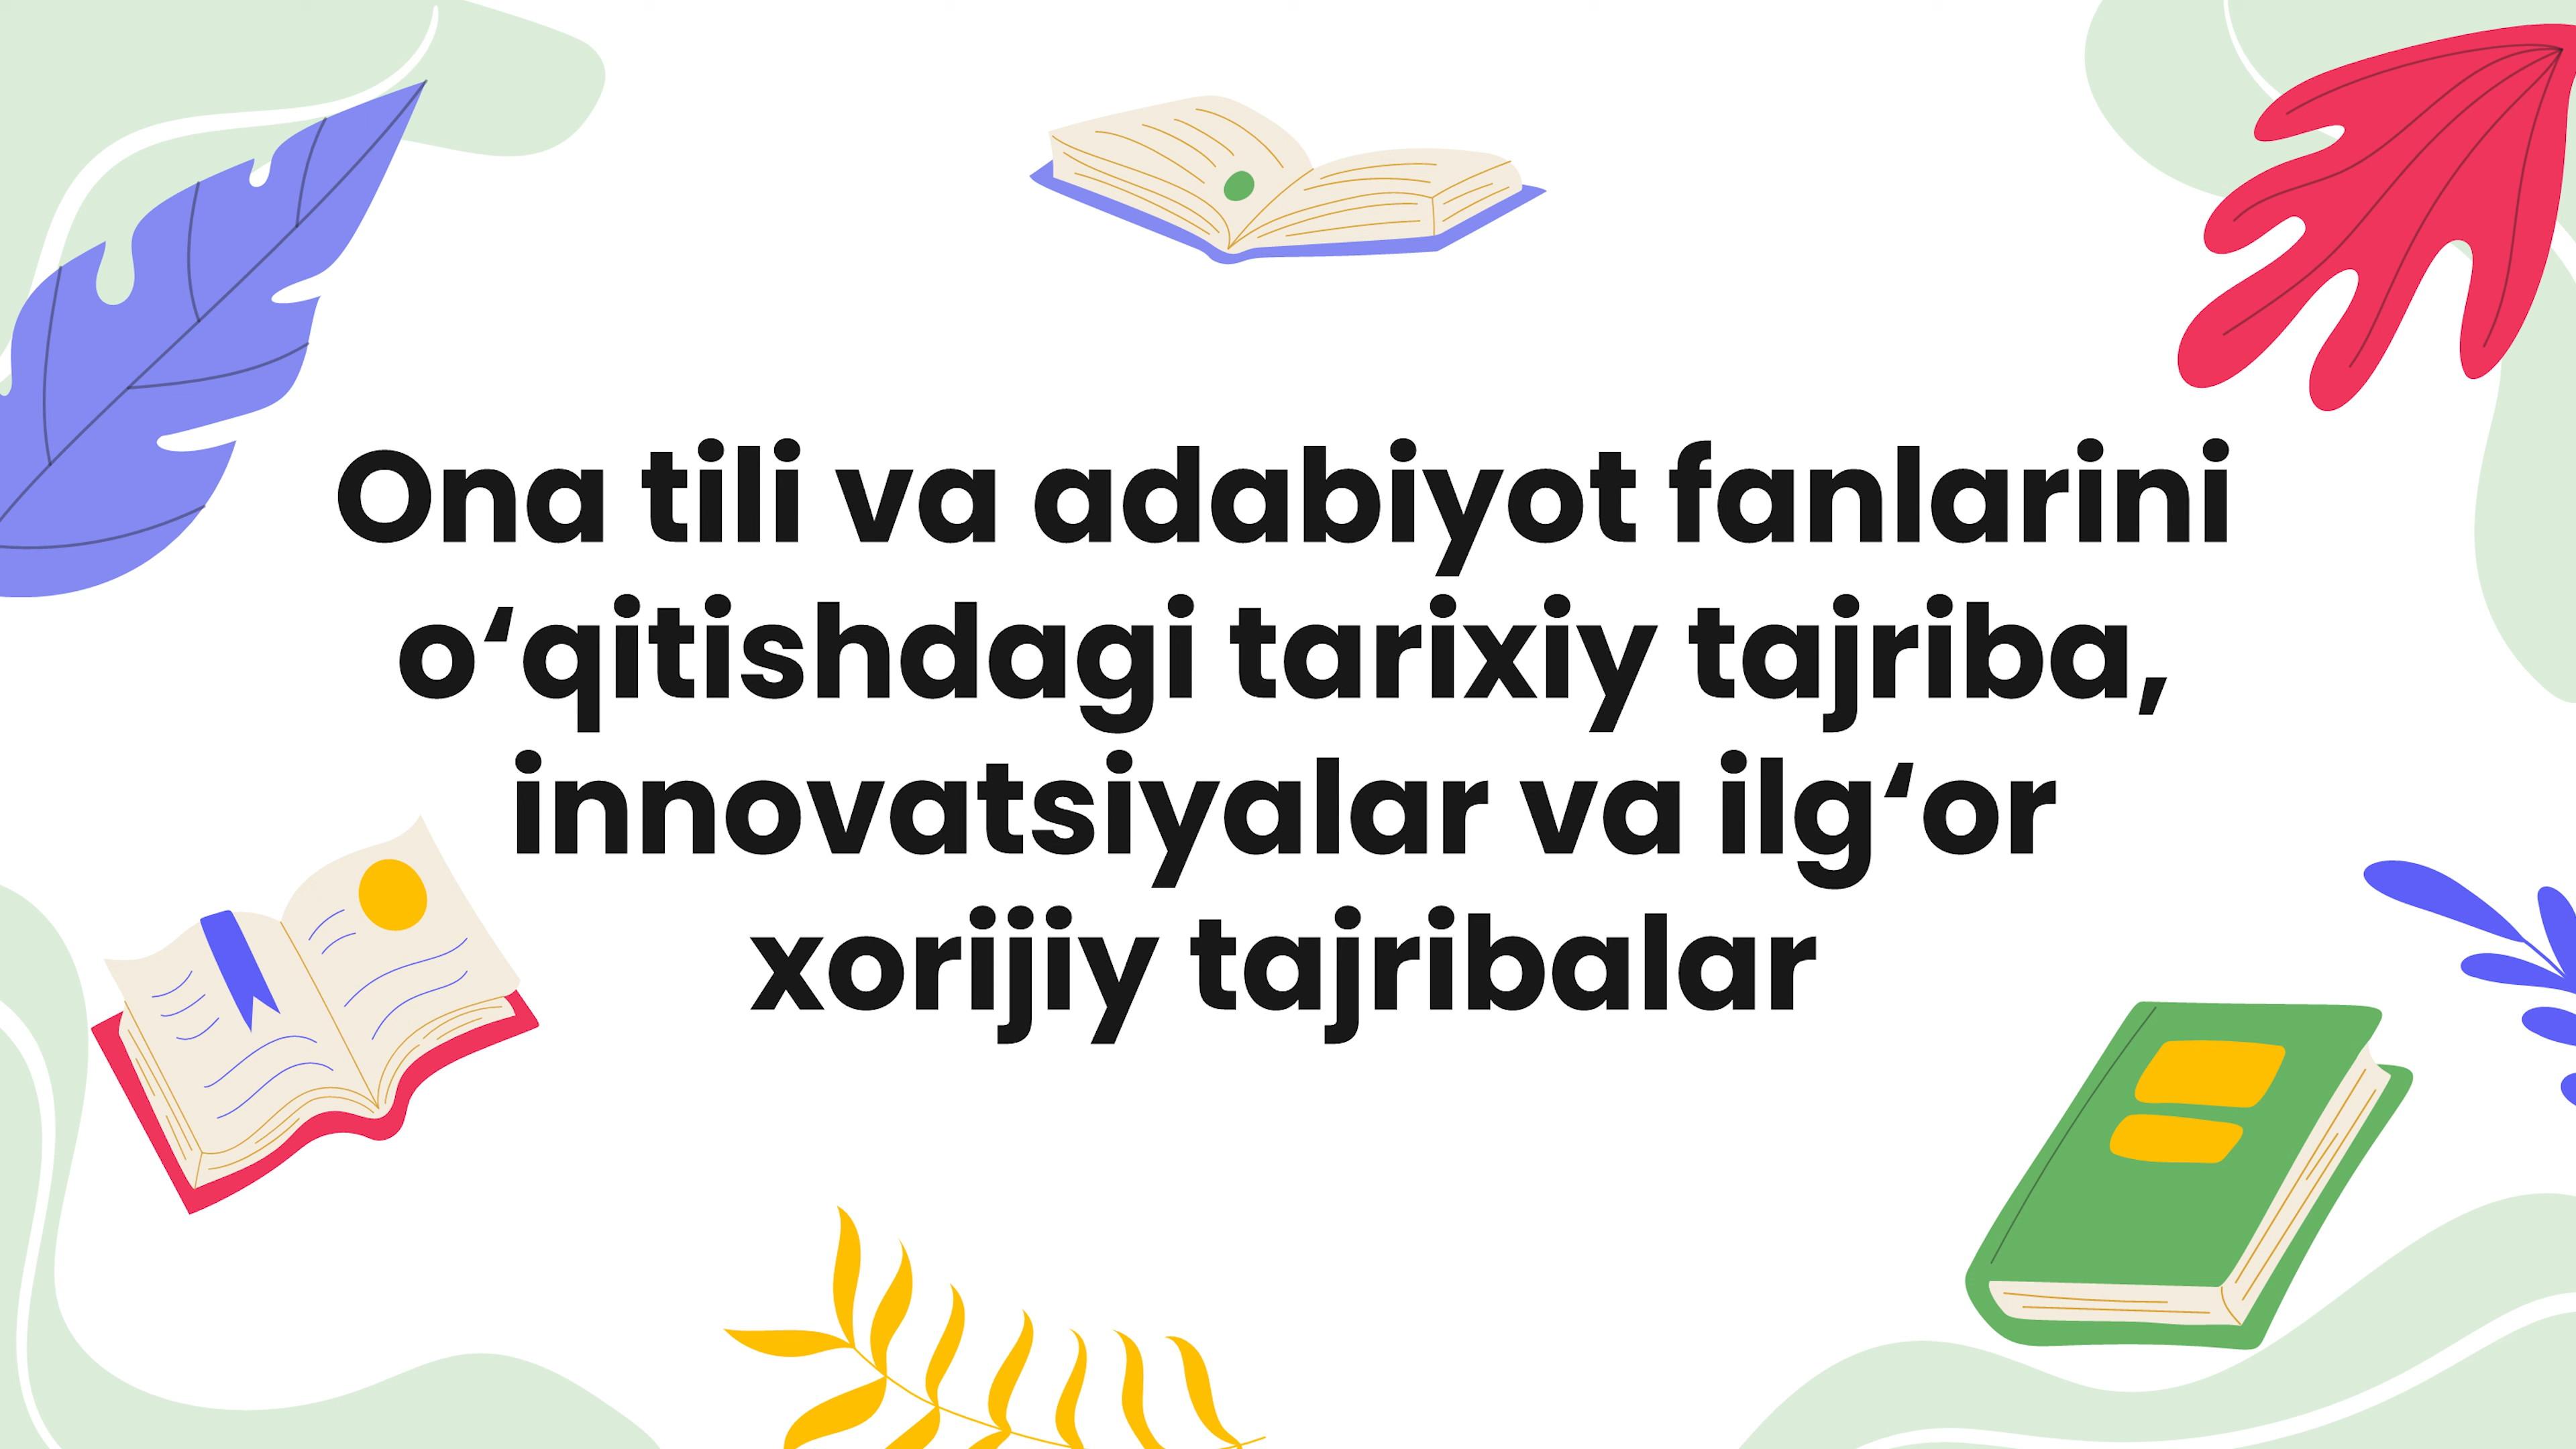 Ona tili va adabiyot fanlarini
o‘qitishdagi tarixiy tajriba,
innovatsiyalar va ilg‘or
xorijiy tajribalar